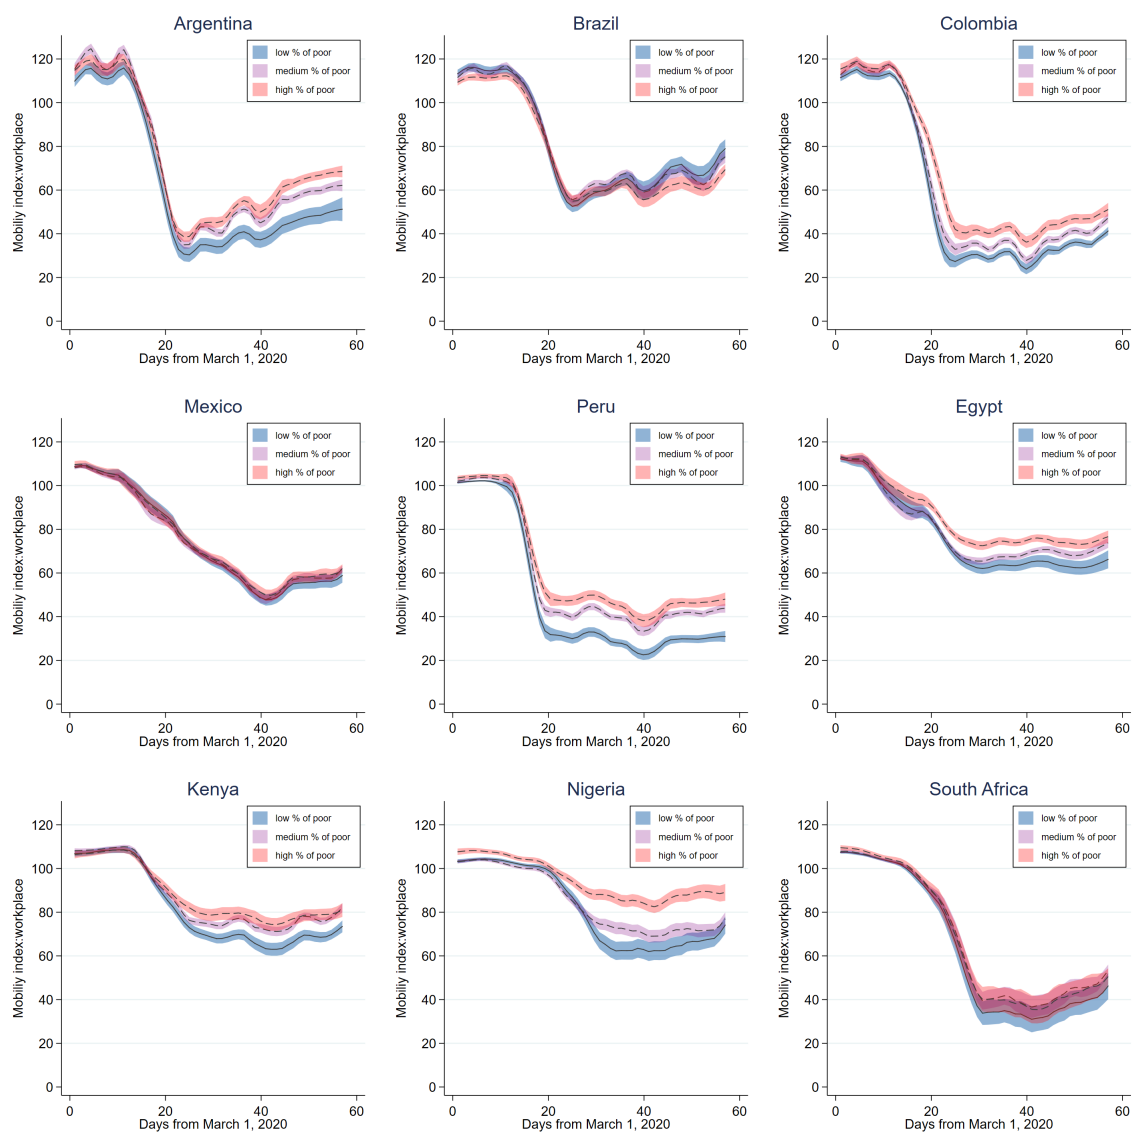 Argentina
Mobiliy index:workplace
120
100
80
60
40
20
0
low % of poor
medium % of poor
high % of poor
0 20 40 60
Days from March 1, 2020
Brazil
Mobiliy index:workplace
120
100
80
60
40
20
0
low % of poor
medium % of poor
high % of poor
0 20 40 60
Days from March 1, 2020
Colombia
Mobiliy index:workplace
120
100
80
60
40
20
0
low % of poor
medium % of poor
high % of poor
0 20 40 60
Days from March 1, 2020
Mexico
Mobiliy index:workplace
120
100
80
60
40
20
0
low % of poor
medium % of poor
high % of poor
0 20 40 60
Days from March 1, 2020
Peru
Mobiliy index:workplace
120
100
80
60
40
20
0
low % of poor
medium % of poor
high % of poor
0 20 40 60
Days from March 1, 2020
Egypt
Mobiliy index:workplace
120
100
80
60
40
20
0
low % of poor
medium % of poor
high % of poor
0 20 40 60
Days from March 1, 2020
Kenya
Mobiliy index:workplace
120
100
80
60
40
20
0
low % of poor
medium % of poor
high % of poor
0 20 40 60
Days from March 1, 2020
Nigeria
Mobiliy index:workplace
120
100
80
60
40
20
0
low % of poor
medium % of poor
high % of poor
0 20 40 60
Days from March 1, 2020
South Africa
Mobiliy index:workplace
120
100
80
60
40
20
0
low % of poor
medium % of poor
high % of poor
0 20 40 60
Days from March 1, 2020